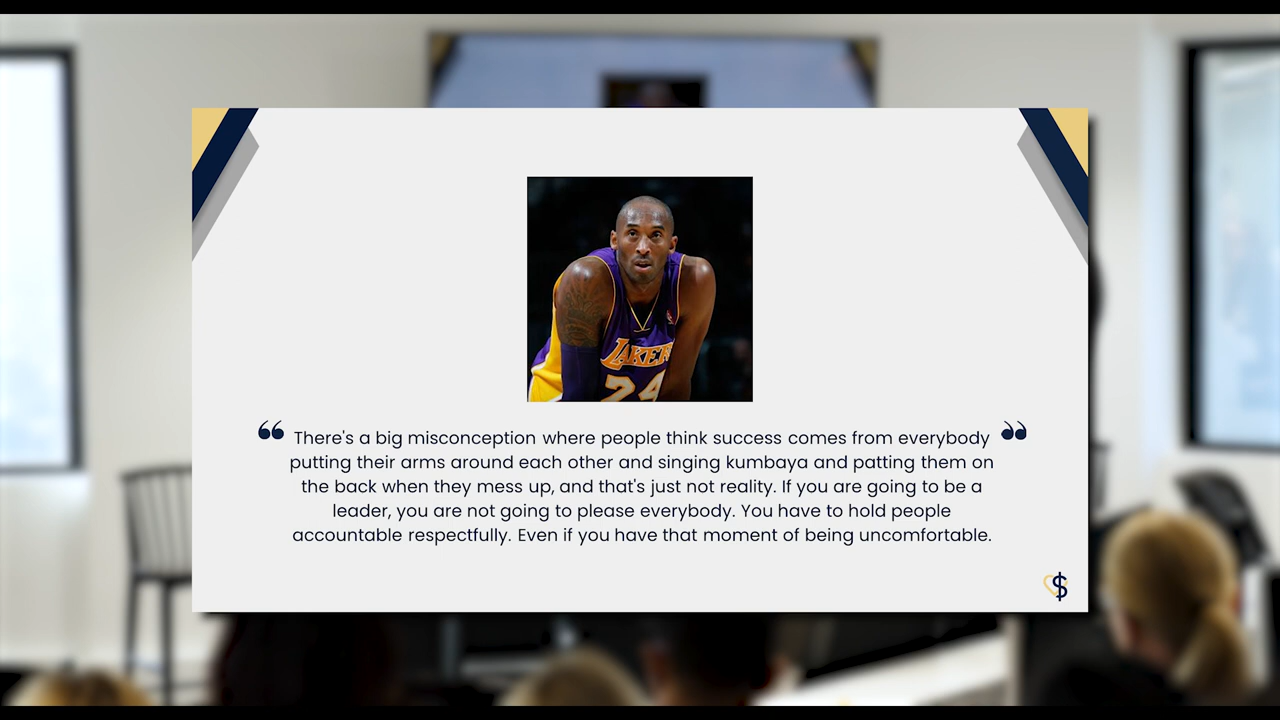 LAKERS
24
“ There's a big misconception where people think success comes from everybody ”
putting their arms around each other and singing kumbaya and patting them on
the back when they mess up, and that's just not reality. If you are going to be a
leader, you are not going to please everybody. You have to hold people
accountable respectfully. Even if you have that moment of being uncomfortable.
$